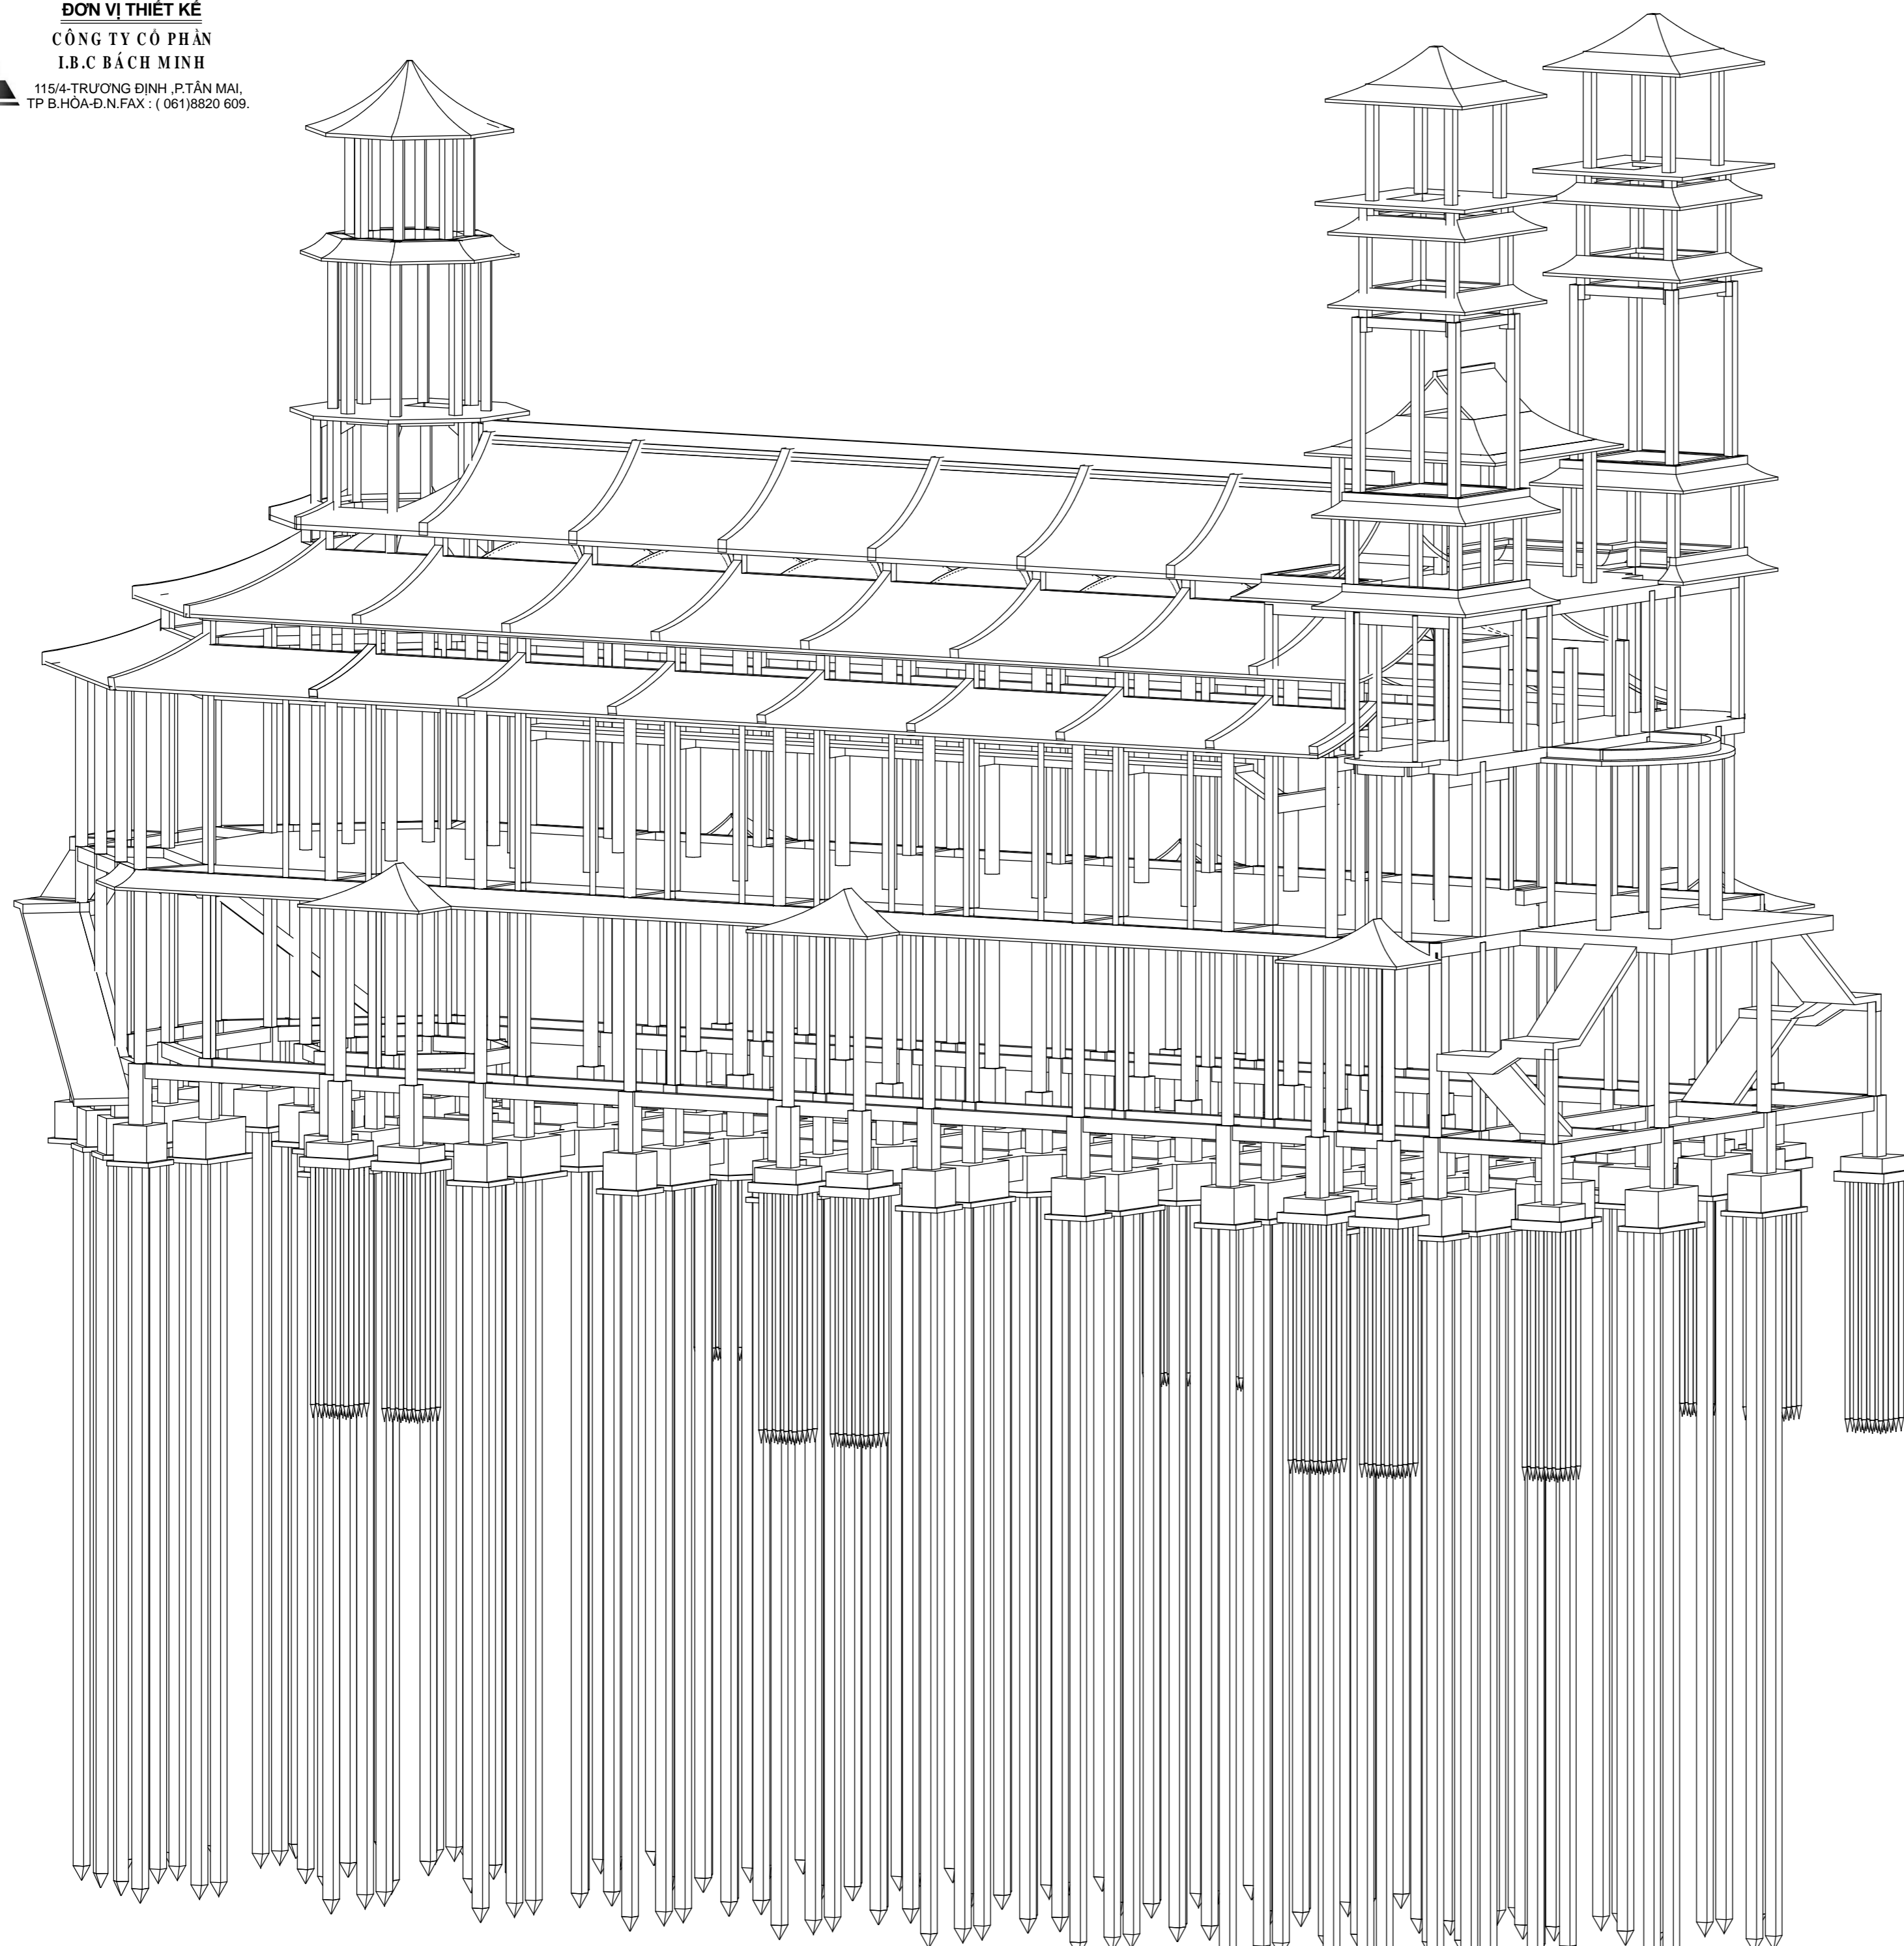 ĐƠN VỊ THIẾT KẾ
CÔNG TY CỔ PHẦN
I.B.C BÁCH MINH
115/4-TRƯƠNG ĐỊNH ,P.TÂN MAI,
TP B.HÒA-Đ.N.FAX : ( 061)8820 609.